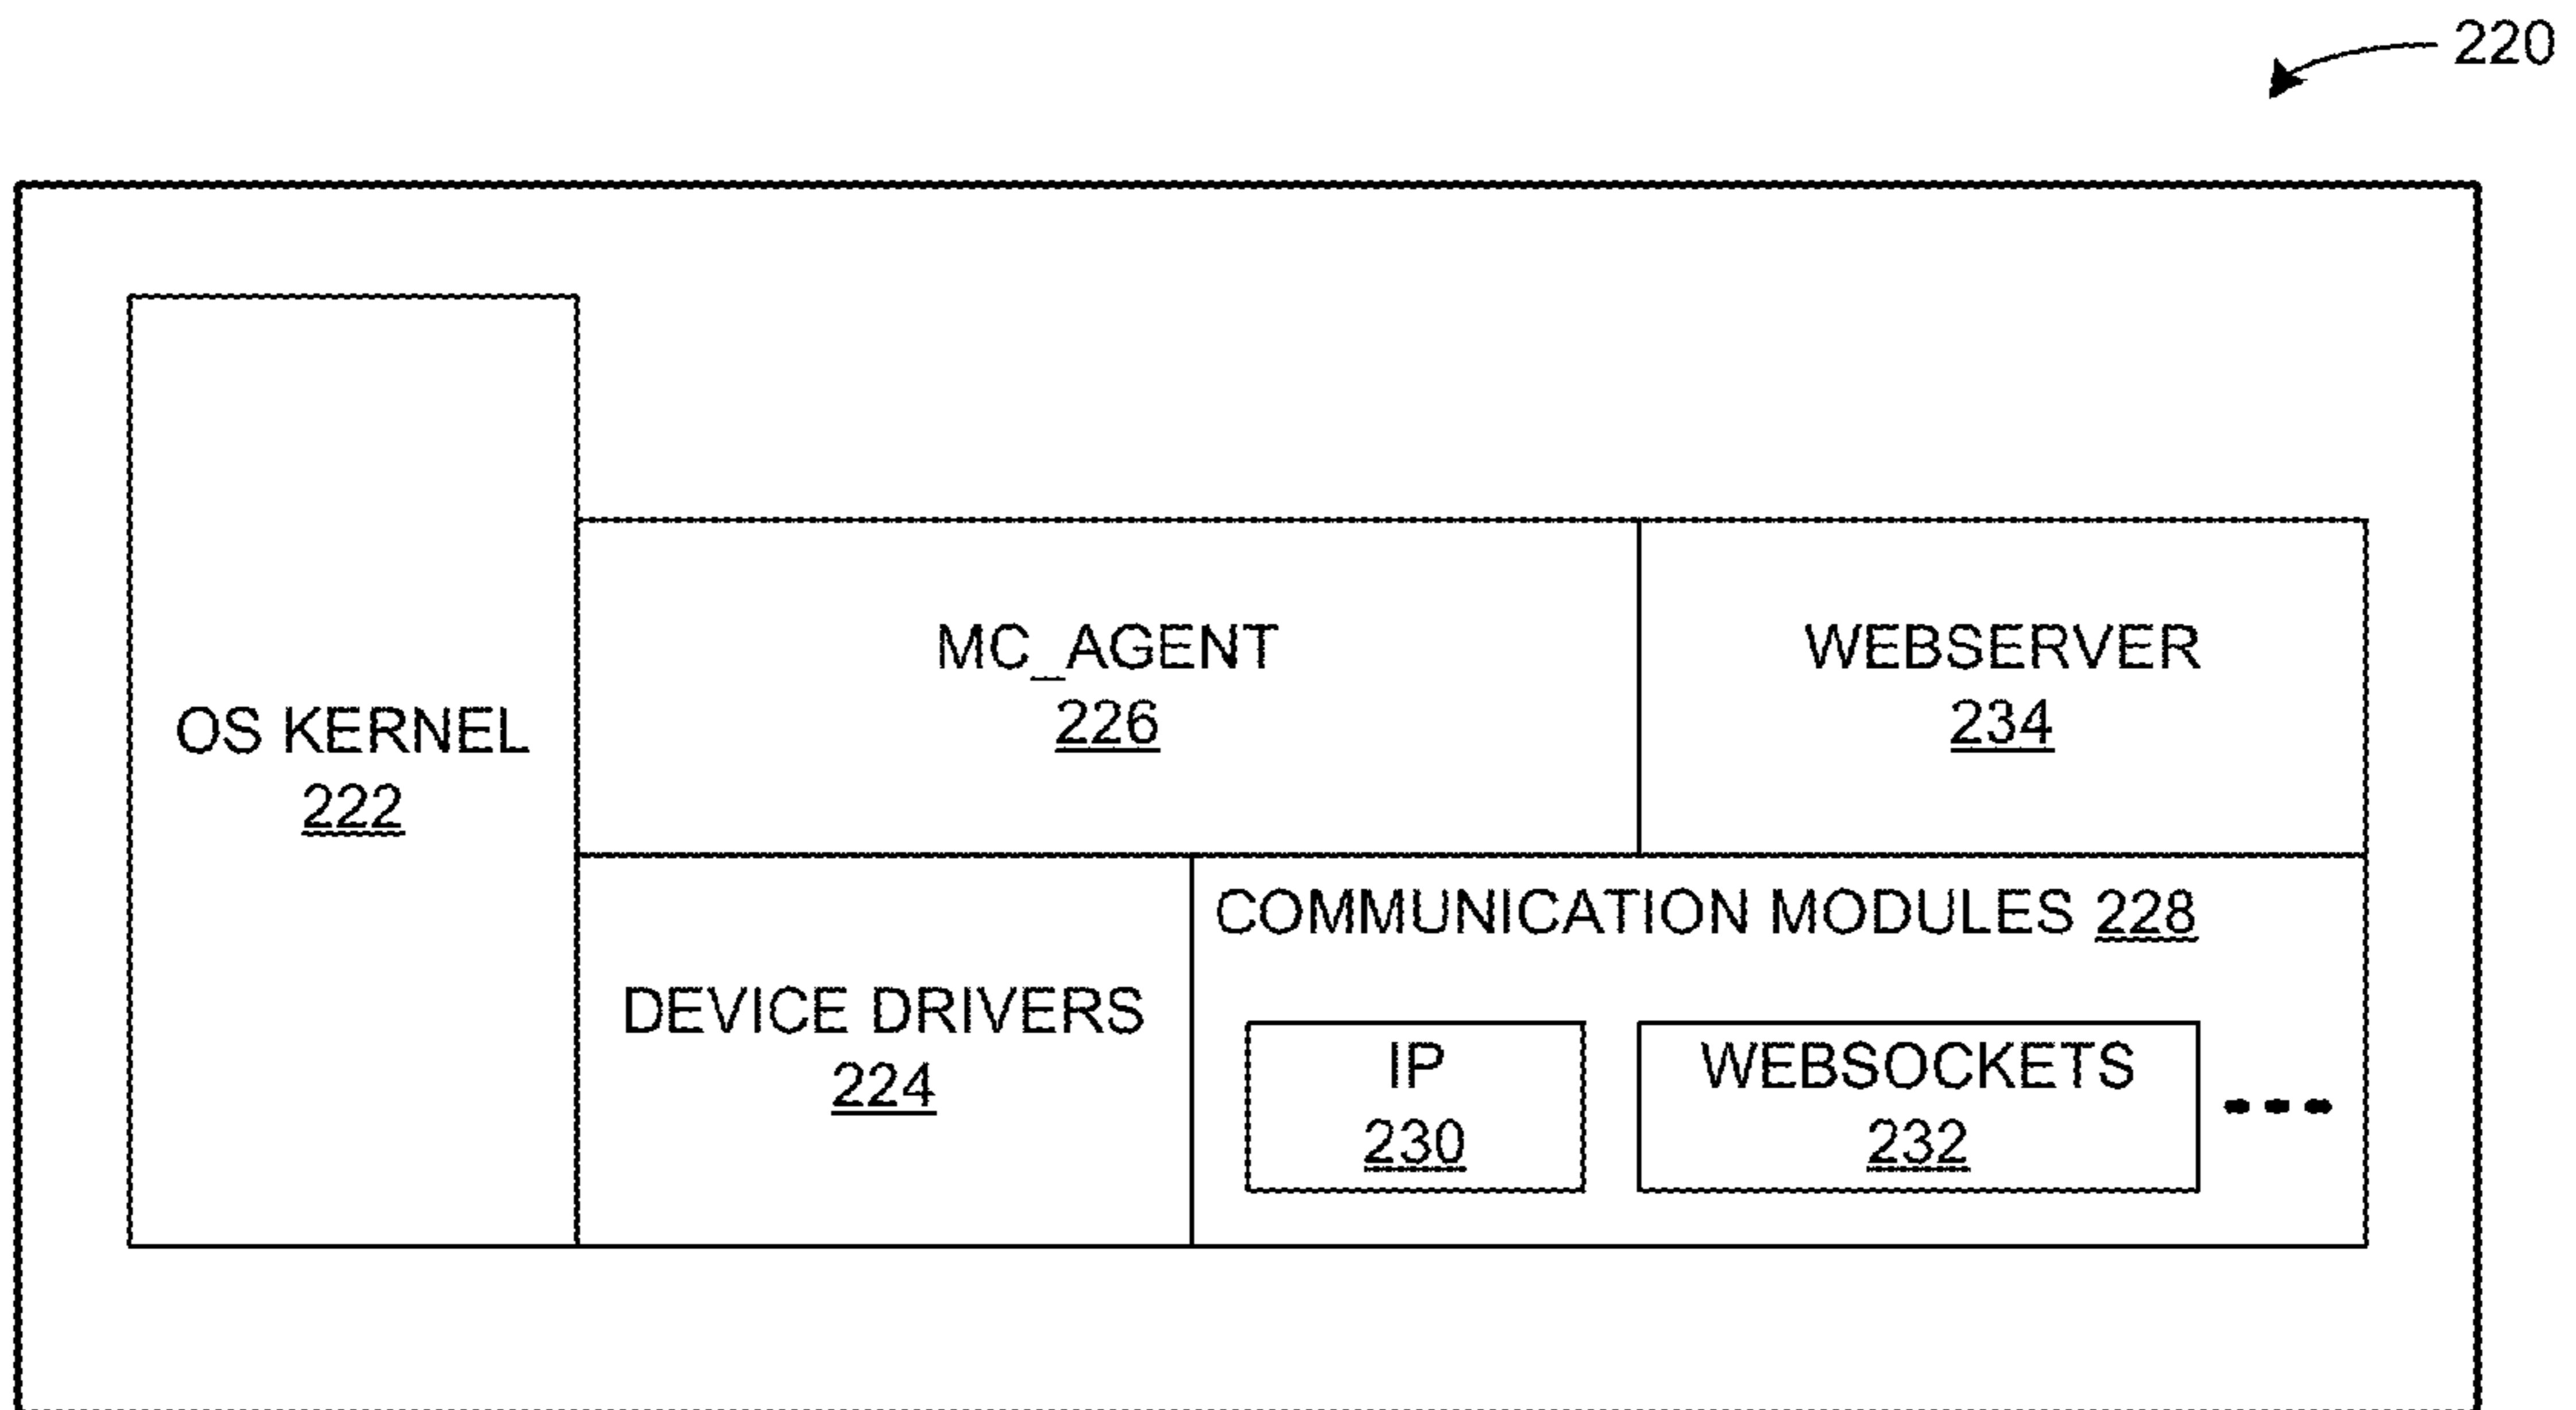 220
OS KERNEL
222
MC_AGENT
226
WEBSERVER
234
DEVICE DRIVERS
224
COMMUNICATION MODULES 228
IP
230
WEBSOCKETS
232